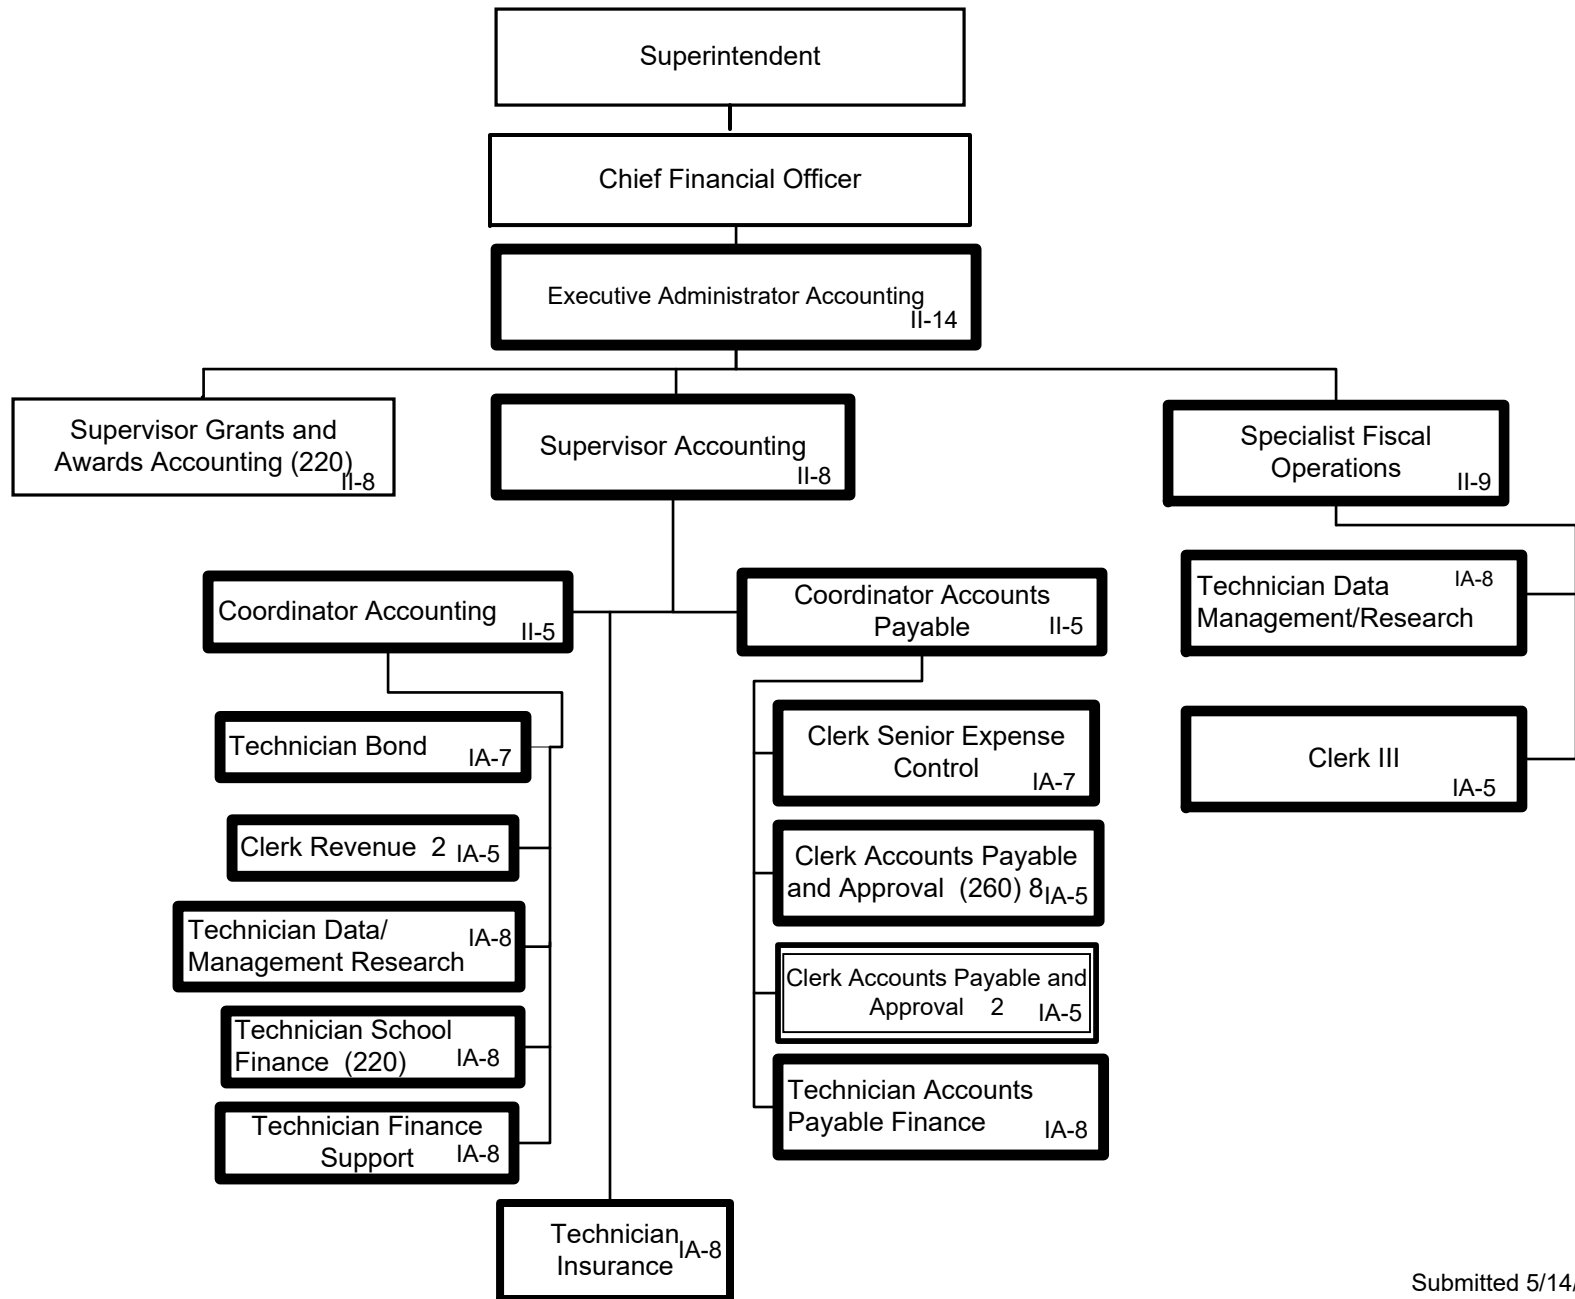 Superintendent
Chief Financial Officer
Executive Administrator Accounting
II-14
Supervisor Grants and
Awards Accounting (220)
II-8
Supervisor Accounting
II-8
Specialist Fiscal
Operations
II-9
Coordinator Accounting
II-5
Coordinator Accounts
Payable
II-5
Technician Data
Management/Research
IA-8
Clerk III
IA-5
Technician Bond
IA-7
Clerk Revenue 2
IA-5
Technician Data/
Management Research
IA-8
Technician School
Finance (220)
IA-8
Technician Finance
Support
IA-8
Clerk Senior Expense
Control
IA-7
Clerk Accounts Payable
and Approval (260) 8
IA-5
Clerk Accounts Payable and
Approval 2
IA-5
Technician Accounts
Payable Finance
IA-8
Technician
Insurance
IA-8
Submitted 5/14/